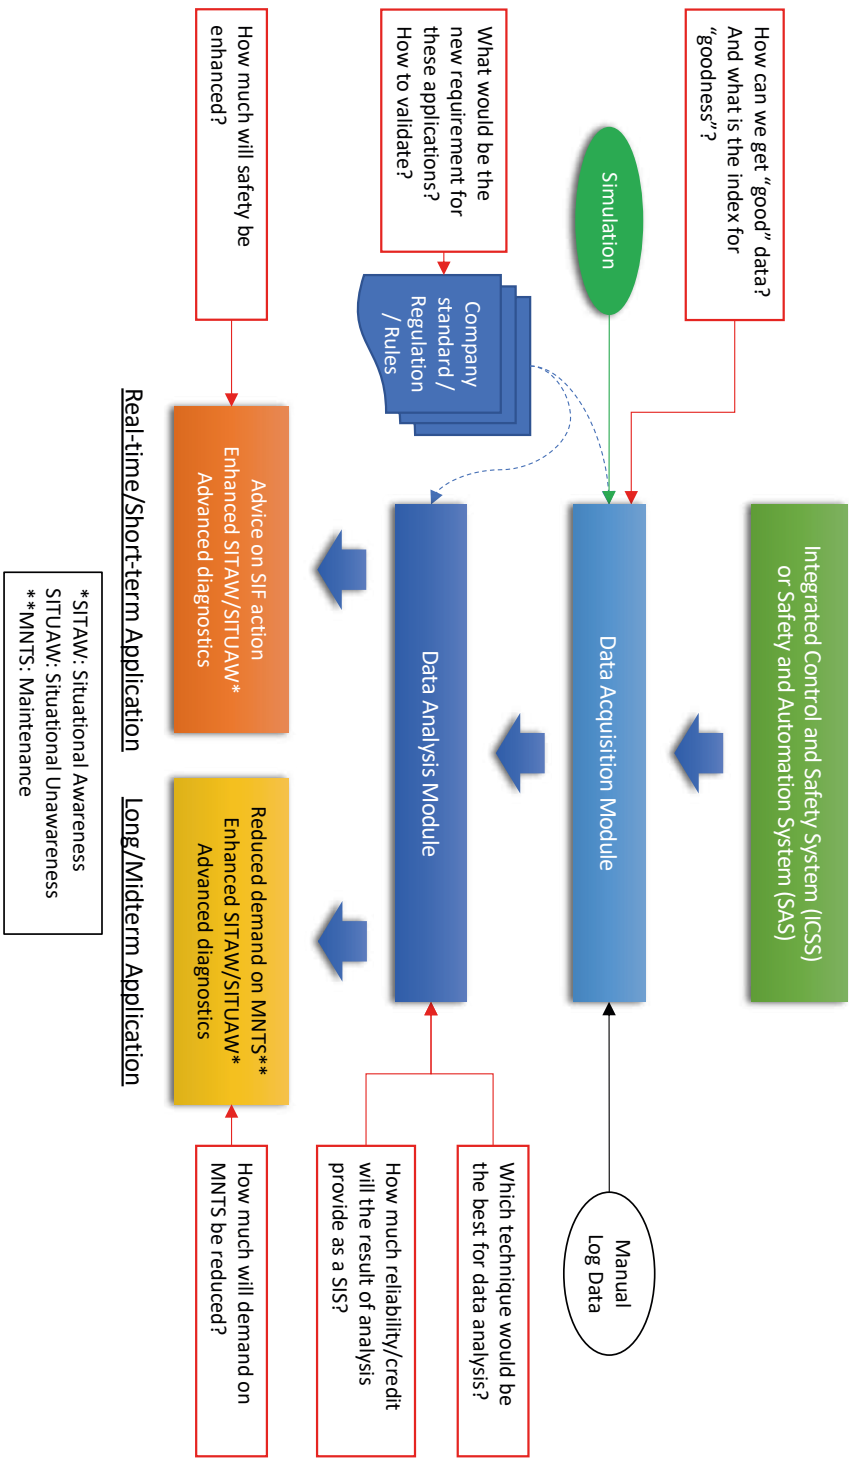 Integrated Control and Safety System (ICSS)
or Safety and Automation System (SAS)
How can we get “good” data?
And what is the index for
“goodness”?
Simulation
Data Acquisition Module
Manual
Log Data
What would be the
new requirement for
these applications?
How to validate?
Company
standard /
Regulation
/ Rules
Data Analysis Module
Which technique would be
the best for data analysis?
How much reliability/credit
will the result of analysis
provide as a SIS?
How much will safety be
enhanced?
Advice on SIF action
Enhanced SITAW/SITUAW*
Advanced diagnostics
Reduced demand on MNTS**
Enhanced SITAW/SITUAW*
Advanced diagnostics
How much will demand on
MNTS be reduced?
Real-time/Short-term Application
Long/Midterm Application
*SITAW: Situational Awareness
SITUAW: Situational Unawareness
**MNTS: Maintenance